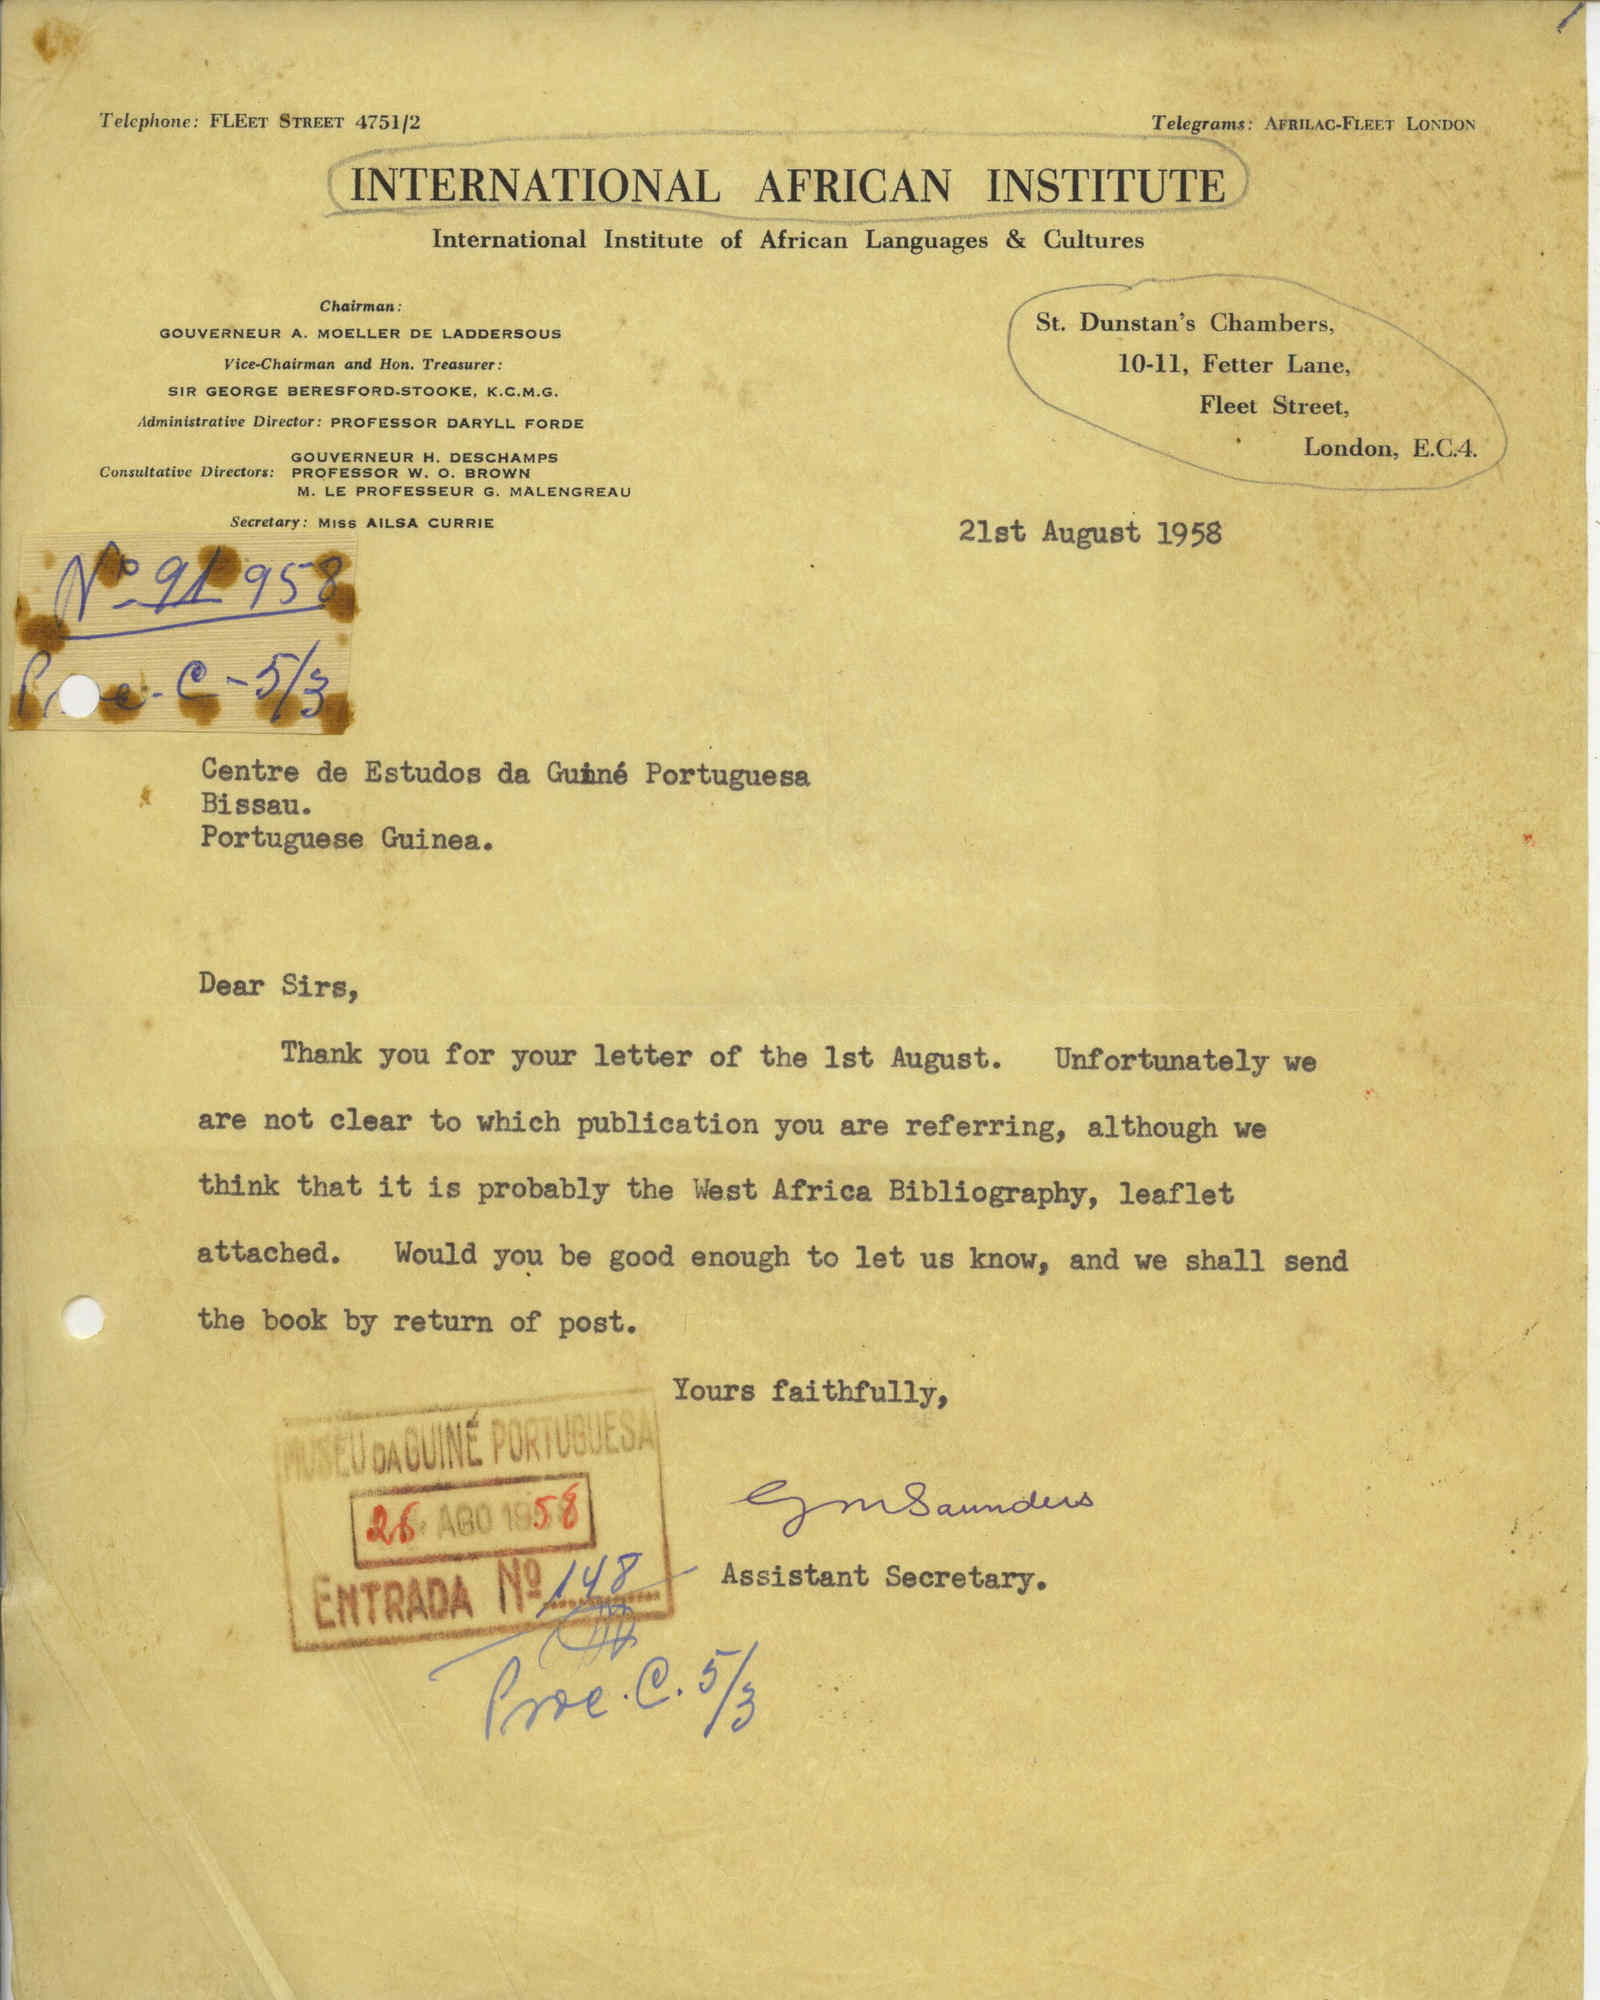 Telephone: FLEET STREET 4751/2
Telegrams: AFRILAC-FLEET LONDON
INTERNATIONAL AFRICAN INSTITUTE
International Institute of African Languages & Cultures
Chairman:
GOUVERNEUR A. MOELLER DE LADDERSOUS
Vice-Chairman and Hon. Treasurer:
SIR GEORGE BERESFORD-STOOKE, K.C.M.G.
Administrative Director: PROFESSOR DARYLL FORDE
GOUVERNEUR H. DESCHAMPS
Consultative Directors: PROFESSOR W. O. BROWN
M. LE PROFESSEUR G. MALENGREAU
Secretary: MISS AILSA CURRIE
St. Dunstan's Chambers,
10-11, Fetter Lane,
Fleet Street,
London, E.C.4.
21st August 1958
Nº 91 958
Proc. C-5/3
Centre de Estudos da Guiné Portuguesa
Bissau.
Portuguese Guinea.
Dear Sirs,
Thank you for your letter of the 1st August. Unfortunately we
are not clear to which publication you are referring, although we
think that it is probably the West Africa Bibliography, leaflet
attached. Would you be good enough to let us know, and we shall send
the book by return of post.
Yours faithfully,
GM Saunders
Assistant Secretary.
MUSEU DA GUINÉ PORTUGUESA
26 AGO 1958
ENTRADA Nº 148
Proc. C. 5/3